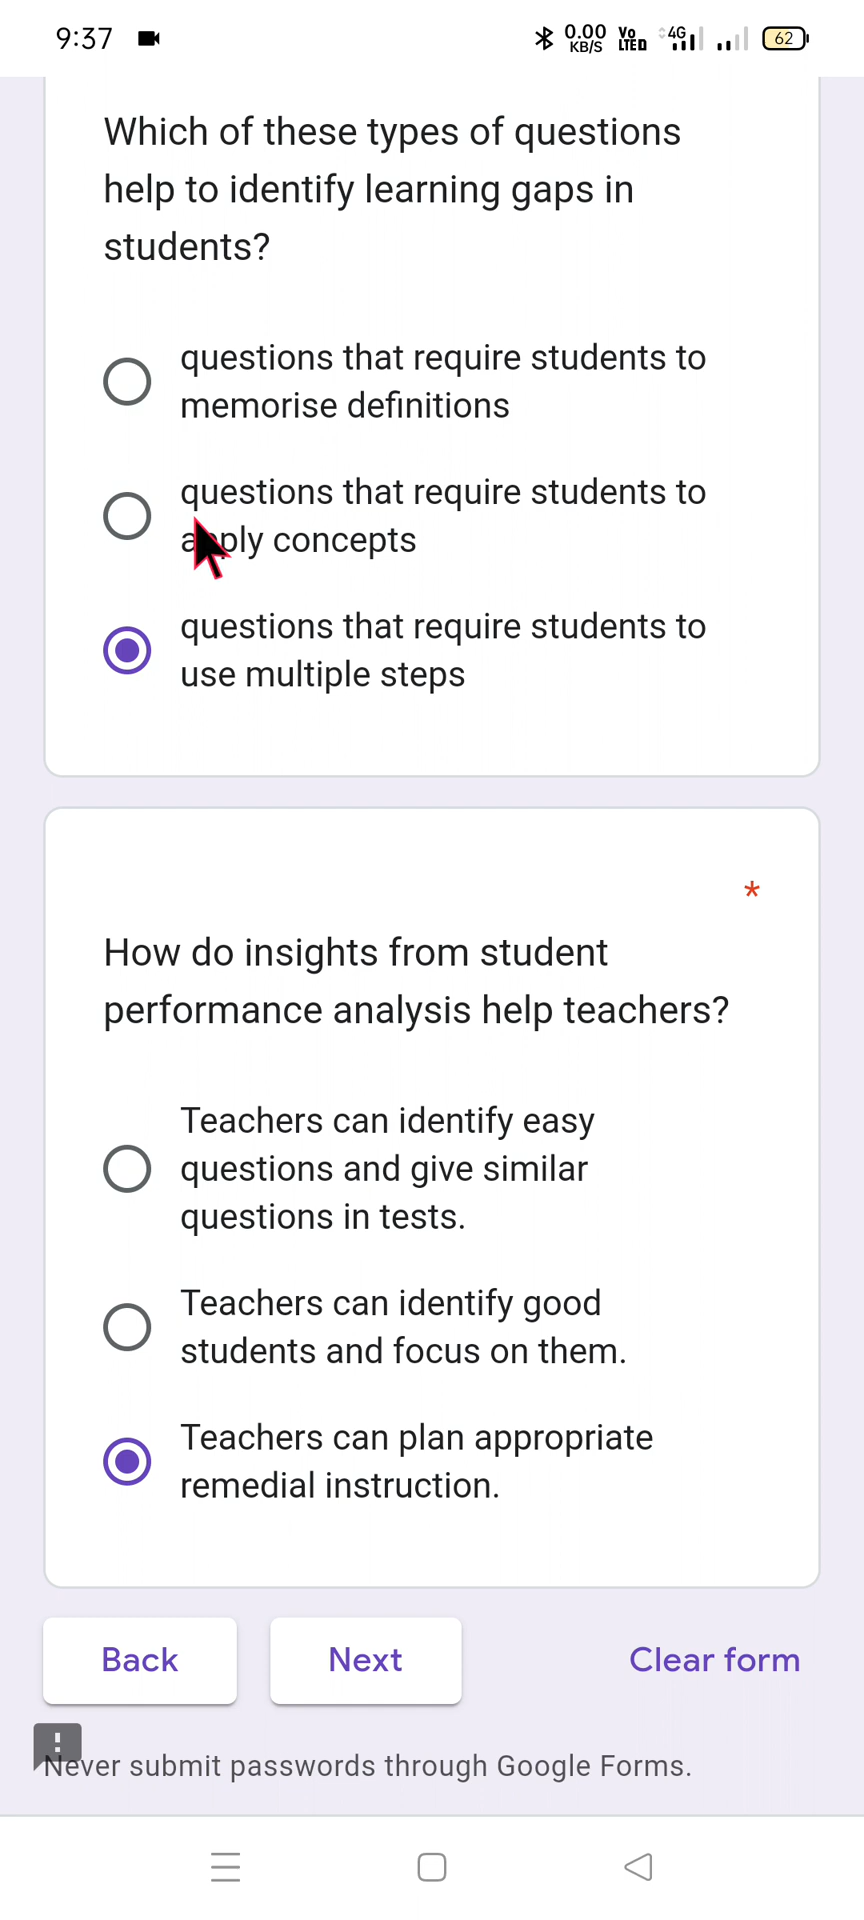 9:37
0.00
KB/S
Vo
LTED
4G
62
Which of these types of questions
help to identify learning gaps in
students?
questions that require students to
memorise definitions
questions that require students to
apply concepts
questions that require students to
use multiple steps
*
How do insights from student
performance analysis help teachers?
Teachers can identify easy
questions and give similar
questions in tests.
Teachers can identify good
students and focus on them.
Teachers can plan appropriate
remedial instruction.
Back
Next
Clear form
!
Never submit passwords through Google Forms.